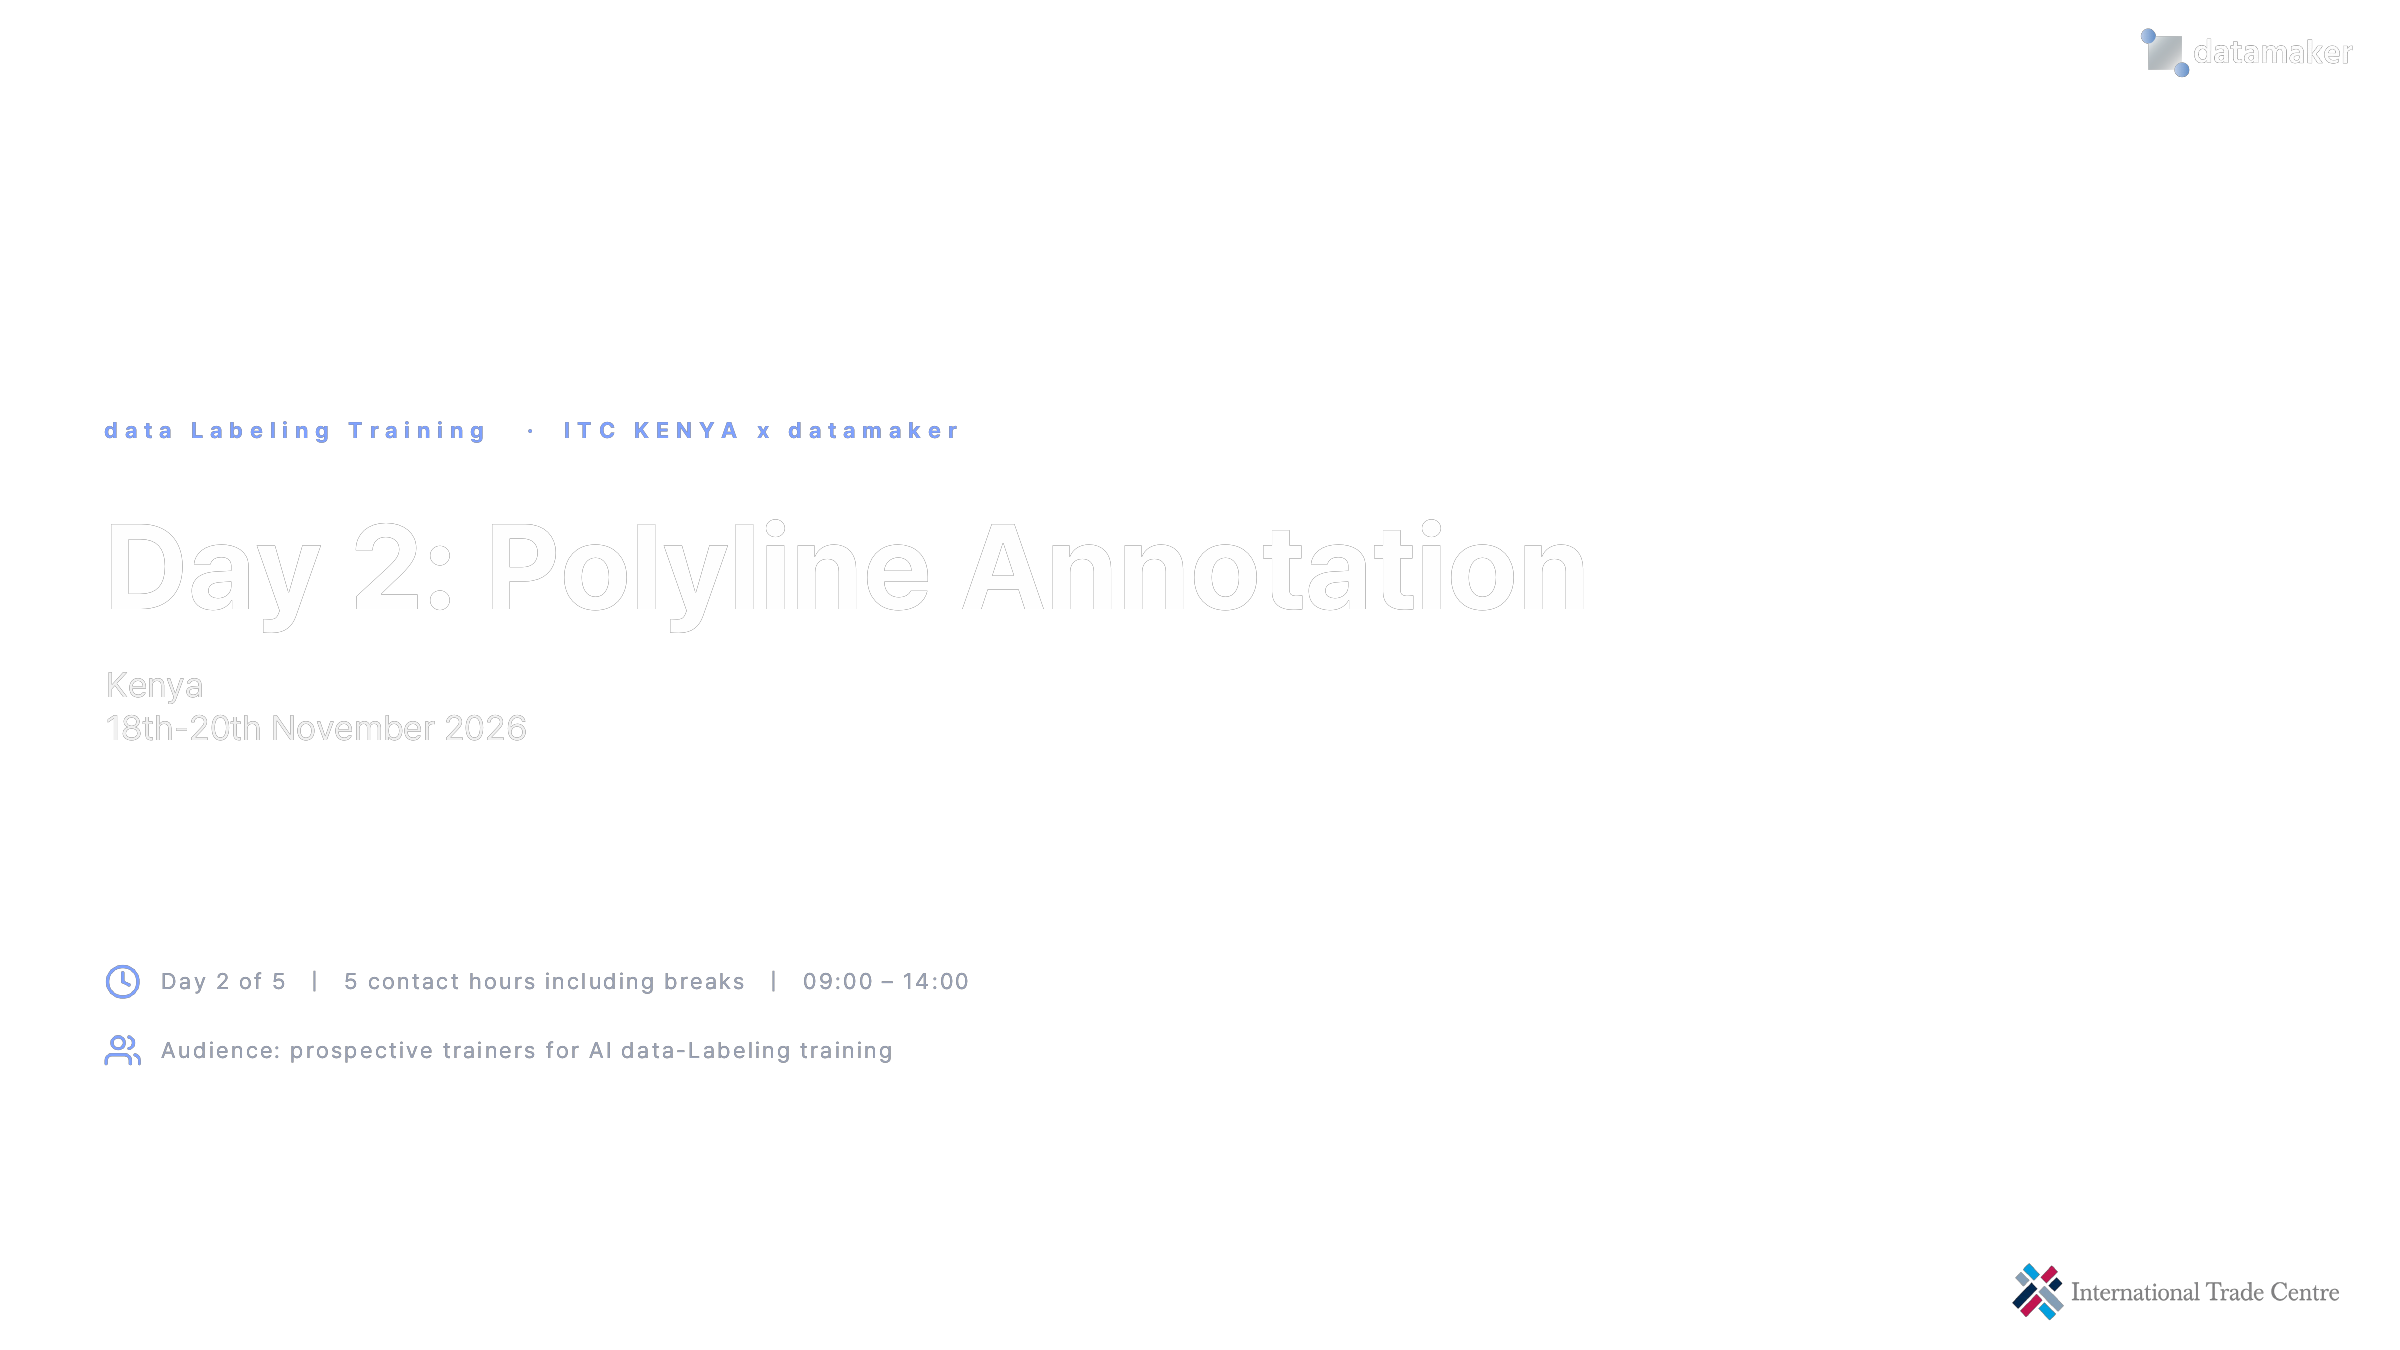 datamaker
data Labeling Training · ITC KENYA x datamaker
Day 2: Polyline Annotation
Kenya
18th-20th November 2026
Day 2 of 5 | 5 contact hours including breaks | 09:00 – 14:00
Audience: prospective trainers for AI data-Labeling training
International Trade Centre